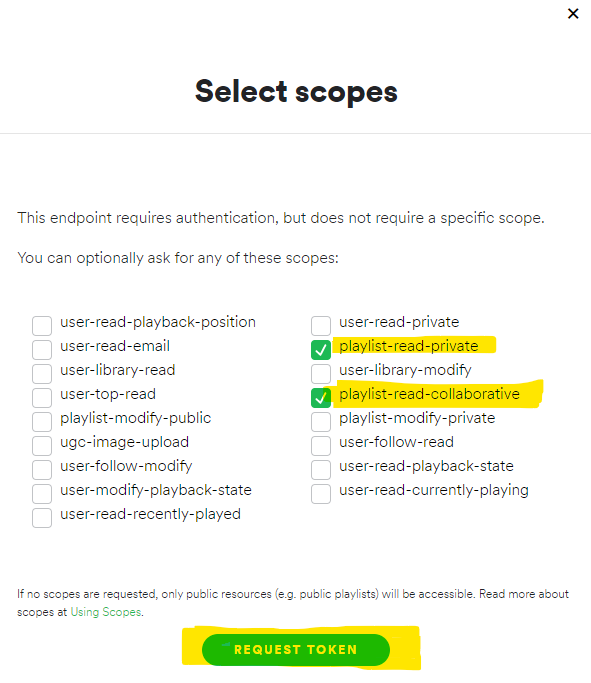 Select scopes
This endpoint requires authentication, but does not require a specific scope.
You can optionally ask for any of these scopes:
user-read-playback-position
user-read-email
user-library-read
user-top-read
playlist-modify-public
ugc-image-upload
user-follow-modify
user-modify-playback-state
user-read-recently-played
user-read-private
playlist-read-private
user-library-modify
playlist-read-collaborative
playlist-modify-private
user-follow-read
user-read-playback-state
user-read-currently-playing
If no scopes are requested, only public resources (e.g. public playlists) will be accessible. Read more about
scopes at Using Scopes.
REQUEST TOKEN